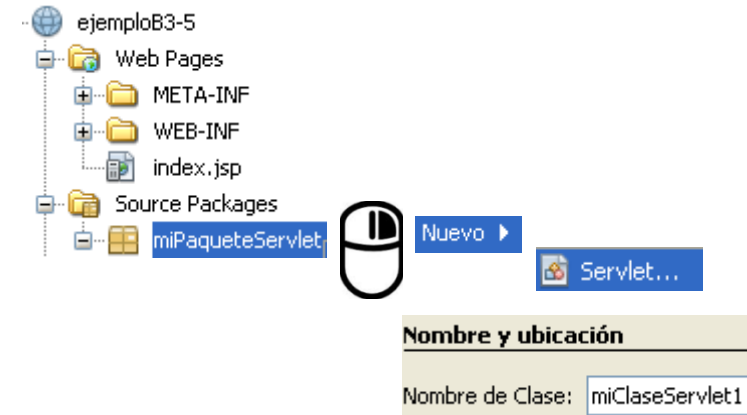 ejemploB3-5
Web Pages
META-INF
WEB-INF
index.jsp
Source Packages
miPaqueteServlet
Nuevo
Servlet...
Nombre y ubicación
Nombre de Clase: miClaseServlet1